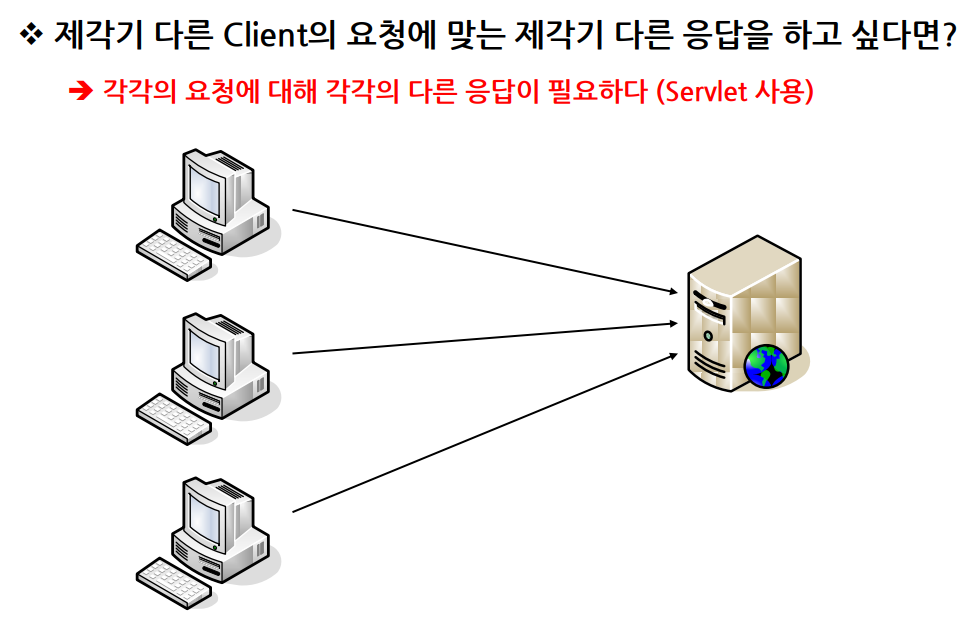 ❖ 제각기 다른 Client의 요청에 맞는 제각기 다른 응답을 하고 싶다면?
➔ 각각의 요청에 대해 각각의 다른 응답이 필요하다 (Servlet 사용)